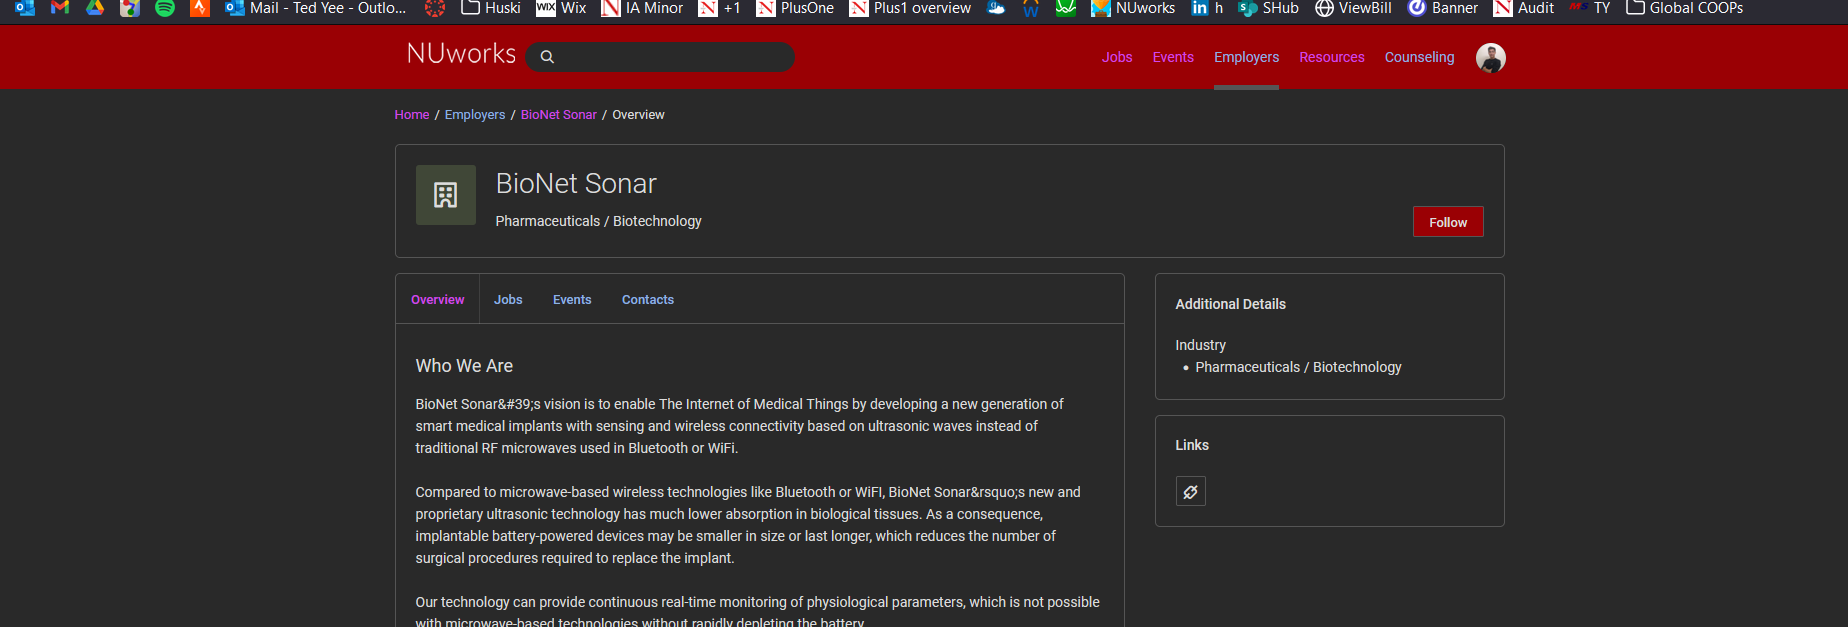 Mail - Ted Yee - Outlo... Huski WiX Wix IA Minor +1 PlusOne Plus1 overview NUworks in h SHub ViewBill Banner Audit TY Global COOPs
NUworks Jobs Events Employers Resources Counseling
Home / Employers / BioNet Sonar / Overview
BioNet Sonar
Pharmaceuticals / Biotechnology
Follow
Overview Jobs Events Contacts
Who We Are
BioNet Sonar&#39;s vision is to enable The Internet of Medical Things by developing a new generation of
smart medical implants with sensing and wireless connectivity based on ultrasonic waves instead of
traditional RF microwaves used in Bluetooth or WiFi.
Compared to microwave-based wireless technologies like Bluetooth or WiFI, BioNet Sonar&rsquo;s new and
proprietary ultrasonic technology has much lower absorption in biological tissues. As a consequence,
implantable battery-powered devices may be smaller in size or last longer, which reduces the number of
surgical procedures required to replace the implant.
Our technology can provide continuous real-time monitoring of physiological parameters, which is not possible
with microwave-based technologies without rapidly depleting the battery.
Additional Details
Industry
• Pharmaceuticals / Biotechnology
Links